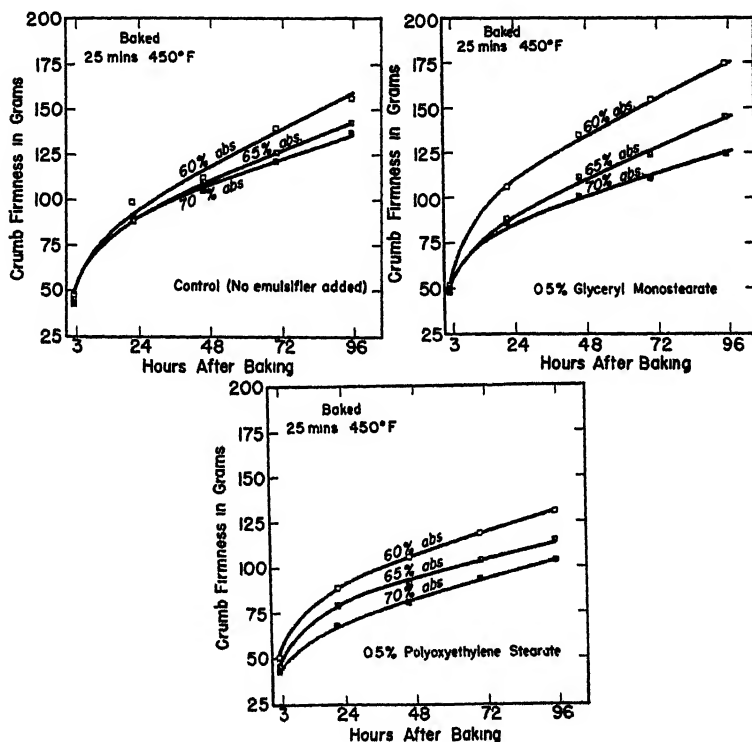 200
175
150
125
100
75
50
25
Crumb Firmness in Grams
Baked
25 mins 450°F
60% abs
65% abs
70% abs
Control (No emulsifier added)
3 24 48 72 96
Hours After Baking
200
175
150
125
100
75
50
25
Crumb Firmness in Grams
Baked
25 mins 450°F
60% abs.
65% abs
70% abs
05% Glyceryl Monostearate
3 24 48 72 96
Hours After Baking
200
175
150
125
100
75
50
25
Crumb Firmness in Grams
Baked
25 mins 450°F
60% abs
65% abs
70% abs
05% Polyoxyethylene Stearate
3 24 48 72 96
Hours After Baking